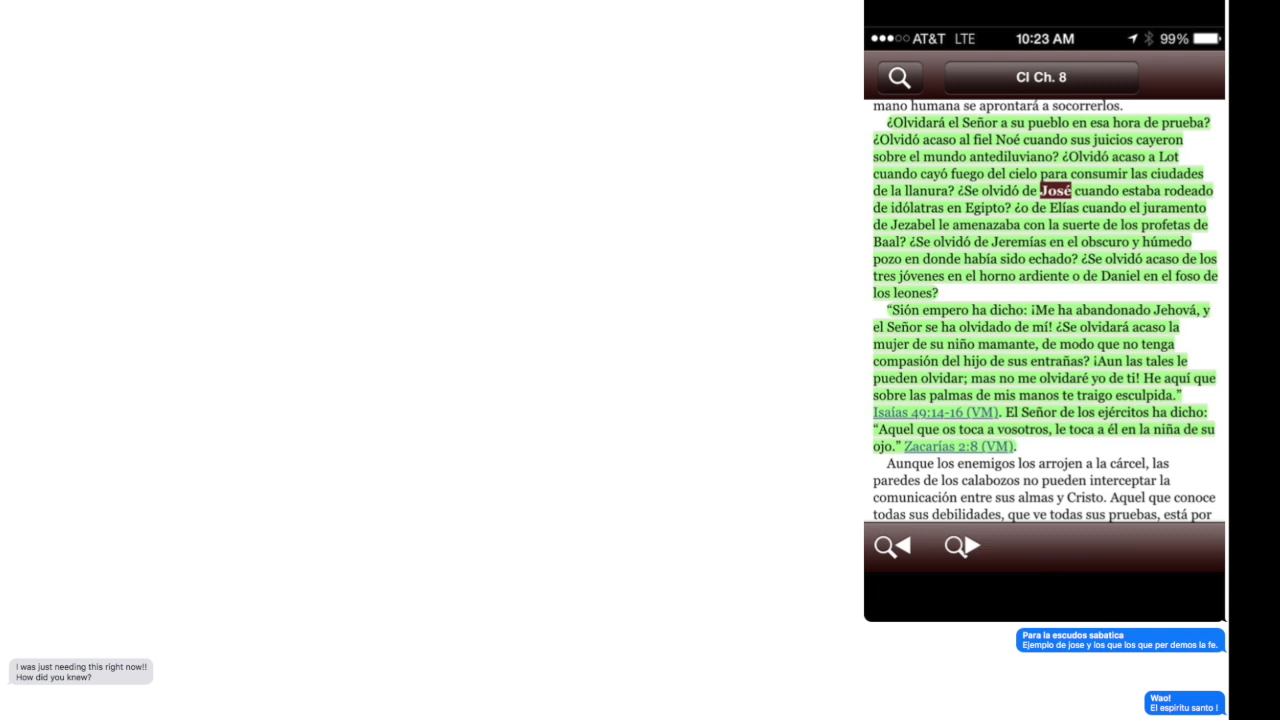 AT&T LTE 10:23 AM 99%
CI Ch. 8
mano humana se aprontará a socorrerlos.
¿Olvidará el Señor a su pueblo en esa hora de prueba?
¿Olvidó acaso al fiel Noé cuando sus juicios cayeron
sobre el mundo antediluviano? ¿Olvidó acaso a Lot
cuando cayó fuego del cielo para consumir las ciudades
de la llanura? ¿Se olvidó de José cuando estaba rodeado
de idólatras en Egipto? ¿o de Elías cuando el juramento
de Jezabel le amenazaba con la suerte de los profetas de
Baal? ¿Se olvidó de Jeremías en el obscuro y húmedo
pozo en donde había sido echado? ¿Se olvidó acaso de los
tres jóvenes en el horno ardiente o de Daniel en el foso de
los leones?
“Sión empero ha dicho: ¡Me ha abandonado Jehová, y
el Señor se ha olvidado de mí! ¿Se olvidará acaso la
mujer de su niño mamante, de modo que no tenga
compasión del hijo de sus entrañas? ¡Aun las tales le
pueden olvidar; mas no me olvidaré yo de ti! He aquí que
sobre las palmas de mis manos te traigo esculpida.”
Isaías 49:14-16 (VM). El Señor de los ejércitos ha dicho:
“Aquel que os toca a vosotros, le toca a él en la niña de su
ojo.” Zacarías 2:8 (VM).
Aunque los enemigos los arrojen a la cárcel, las
paredes de los calabozos no pueden interceptar la
comunicación entre sus almas y Cristo. Aquel que conoce
todas sus debilidades, que ve todas sus pruebas, está por
Para la escudos sabatica
Ejemplo de jose y los que los que per demos la fe.
I was just needing this right now!!
How did you knew?
Wao!
El espiritu santo !